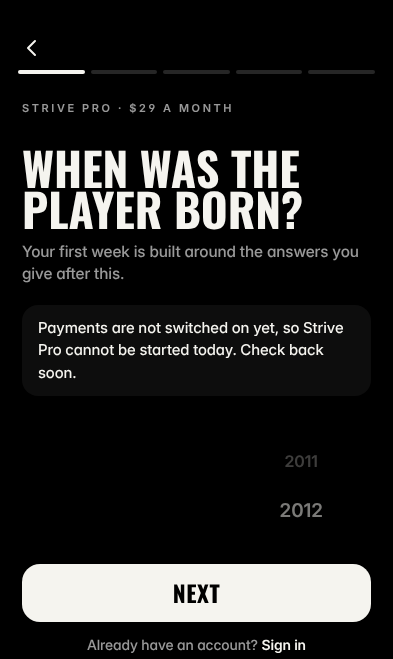 STRIVE PRO · $29 A MONTH
WHEN WAS THE
PLAYER BORN?
Your first week is built around the answers you
give after this.
Payments are not switched on yet, so Strive
Pro cannot be started today. Check back
soon.
2011
2012
NEXT
Already have an account? Sign in